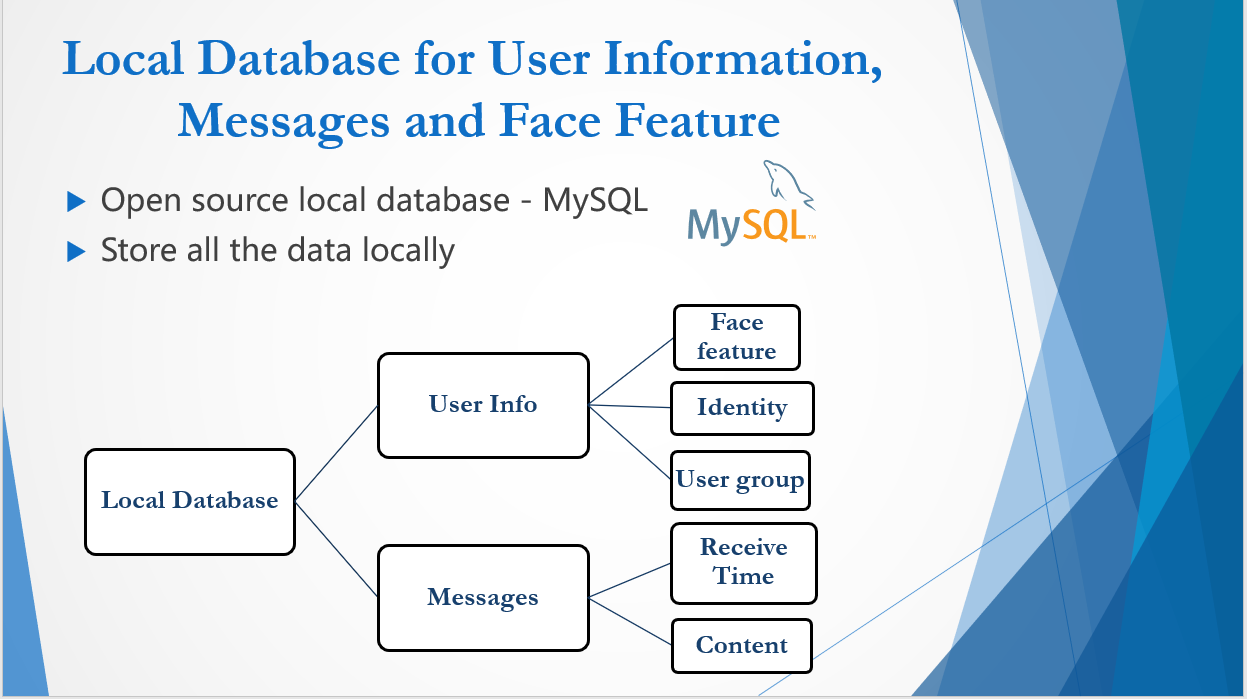 Local Database for User Information,
Messages and Face Feature
Open source local database - MySQL
MySQL™
Store all the data locally
Face
feature
User Info
Identity
User group
Local Database
Receive
Time
Messages
Content